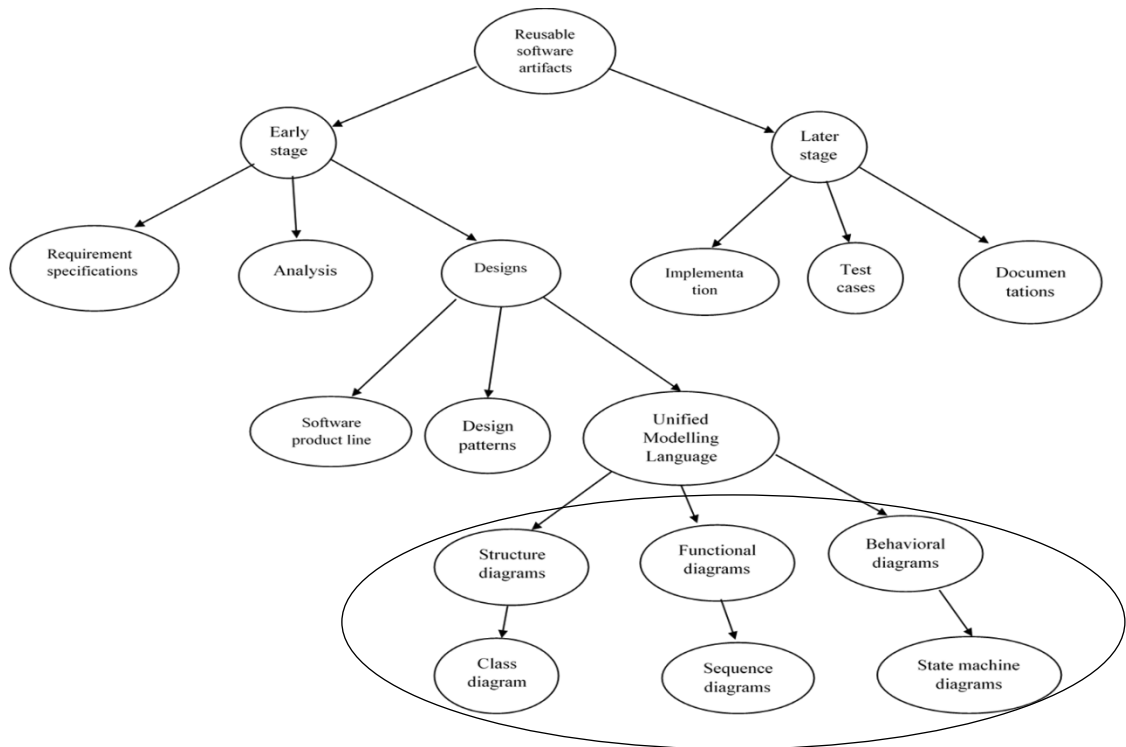 Reusable
software
artifacts
Early
stage
Later
stage
Requirement
specifications
Analysis
Designs
Implementa
tion
Test
cases
Documen
tations
Software
product line
Design
patterns
Unified
Modelling
Language
Structure
diagrams
Functional
diagrams
Behavioral
diagrams
Class
diagram
Sequence
diagrams
State machine
diagrams